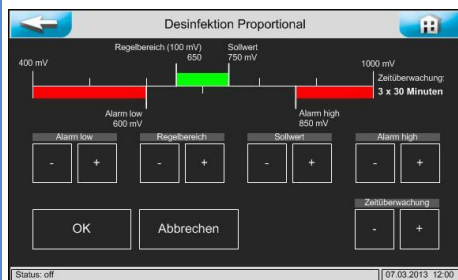 Desinfektion Proportional
Regelbereich (100 mV) Sollwert
400 mV 650 750 mV 1000 mV
Zeitüberwachung:
3 x 30 Minuten
Alarm low Alarm high
600 mV 850 mV
Alarm low Regelbereich Sollwert Alarm high
- + - + - + - +
Zeitüberwachung
OK Abbrechen - +
Status: off 07.03.2013 12:00